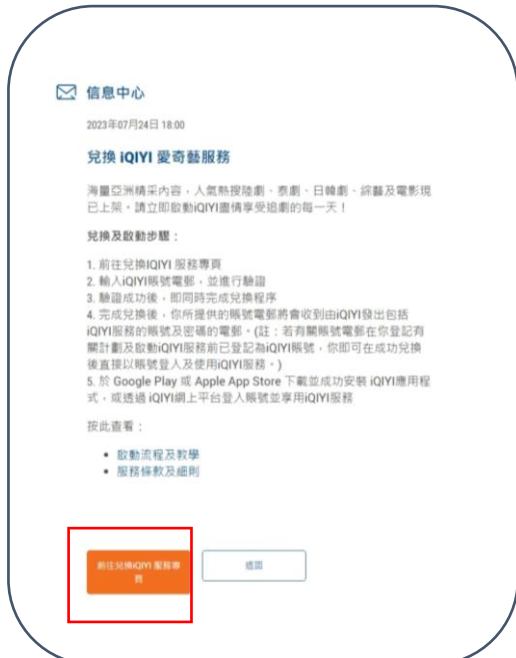 信息中心
2023年07月24日 18:00
兌換 iQIYI 愛奇藝服務
海量亞洲精采內容，人氣熱搜陸劇、泰劇、日韓劇、綜藝及電影現
已上架。請立即啟動iQIYI盡情享受追劇的每一天！
兌換及啟動步驟：
1. 前往兌換IQIYI 服務專頁
2. 輸入iQIYI賬號電郵，並進行驗證
3. 驗證成功後，即同時完成兌換程序
4. 完成兌換後，你所提供的賬號電郵將會收到由iQIYI發出包括
iQIYI服務的賬號及密碼的電郵。(註：若有關賬號電郵在你登記有
關計劃及啟動iQIYI服務前已登記為iQIYI賬號，你即可在成功兌換
後直接以賬號登入及使用iQIYI服務。)
5. 於 Google Play 或 Apple App Store 下載並成功安裝 iQIYI應用程
式，或透過 iQIYI網上平台登入賬號並享用iQIYI服務
按此查看：
• 啟動流程及教學
• 服務條款及細則
前往兌換iQIYI 服務專
頁
返回